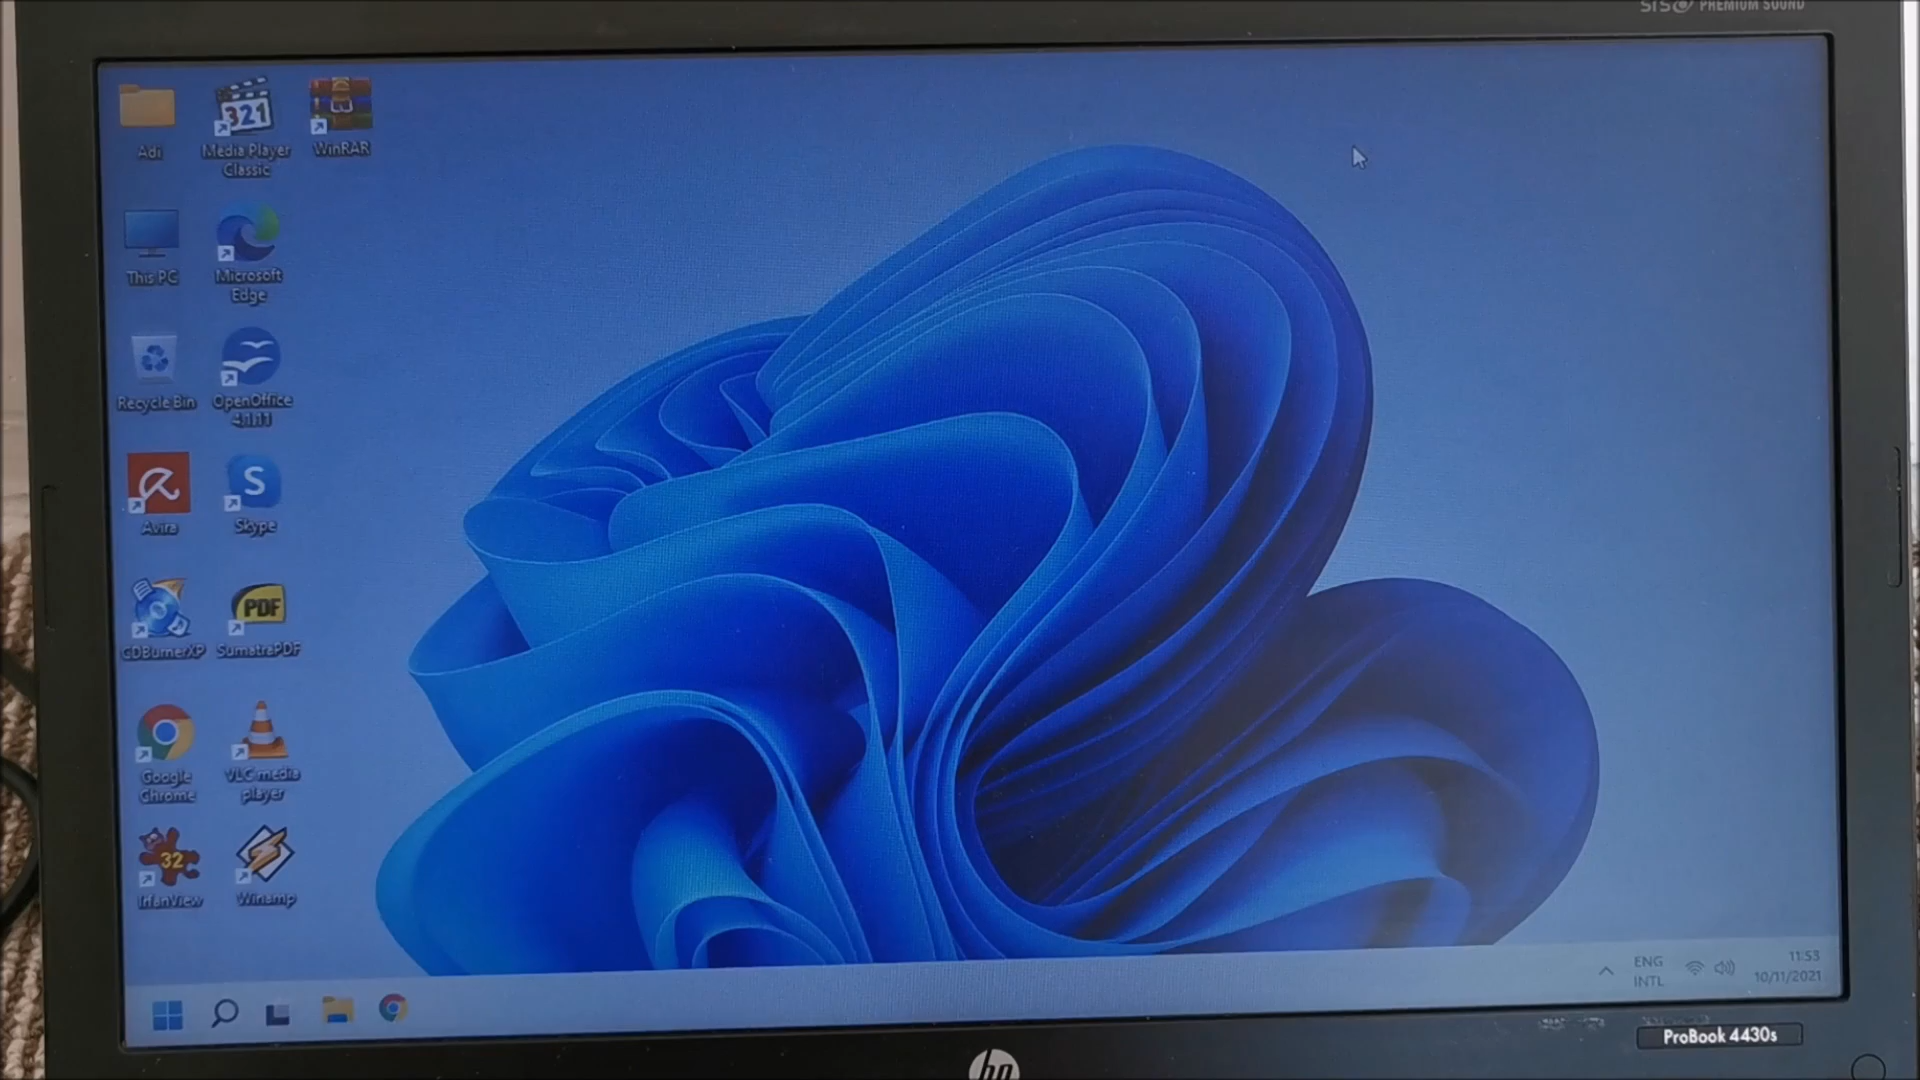 SRS PREMIUM SOUND
Adi
321
Media Player
Classic
WinRAR
This PC
Microsoft
Edge
Recycle Bin
OpenOffice
4.1.11
Avira
S
Skype
CDBurnerXP
PDF
SumatraPDF
Google
Chrome
VLC media
player
32
IrfanView
Winamp
ENG
INTL
11:53
10/11/2021
ProBook 4430s
hp